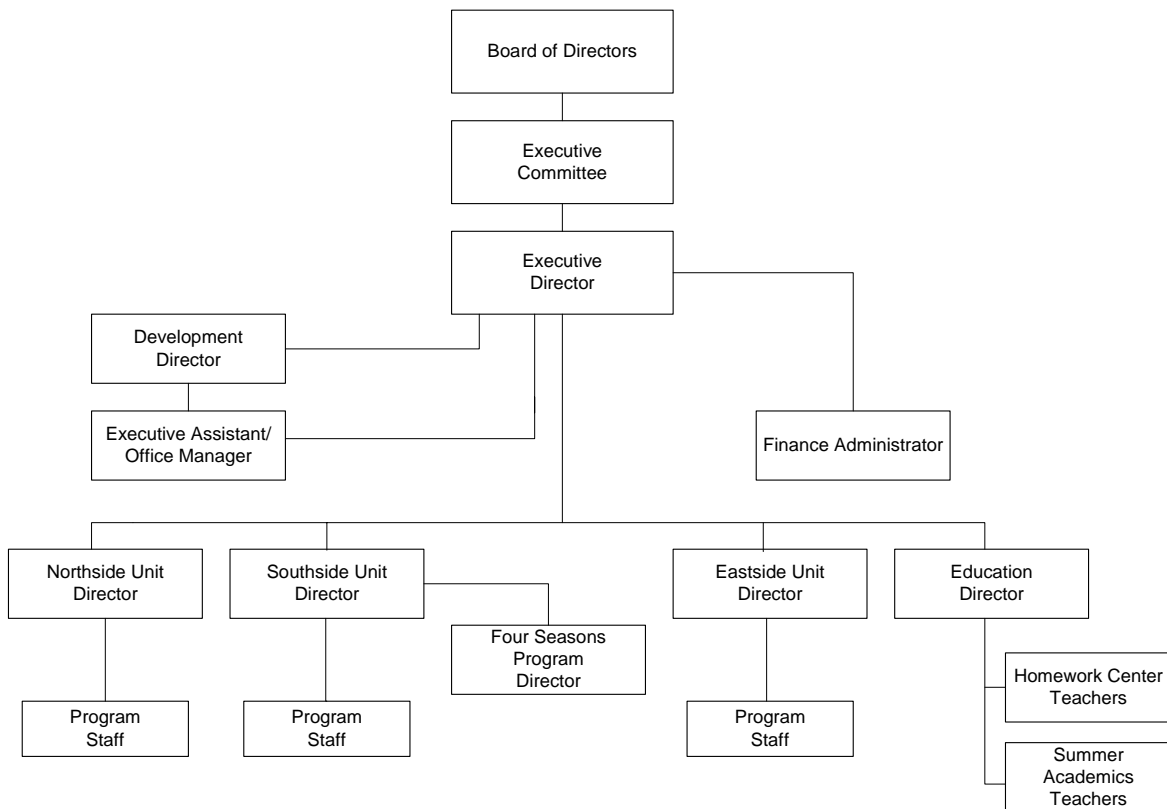 Board of Directors
Executive
Committee
Executive
Director
Development
Director
Executive Assistant/
Office Manager
Finance Administrator
Northside Unit
Director
Southside Unit
Director
Eastside Unit
Director
Education
Director
Four Seasons
Program
Director
Homework Center
Teachers
Program
Staff
Program
Staff
Program
Staff
Summer
Academics
Teachers